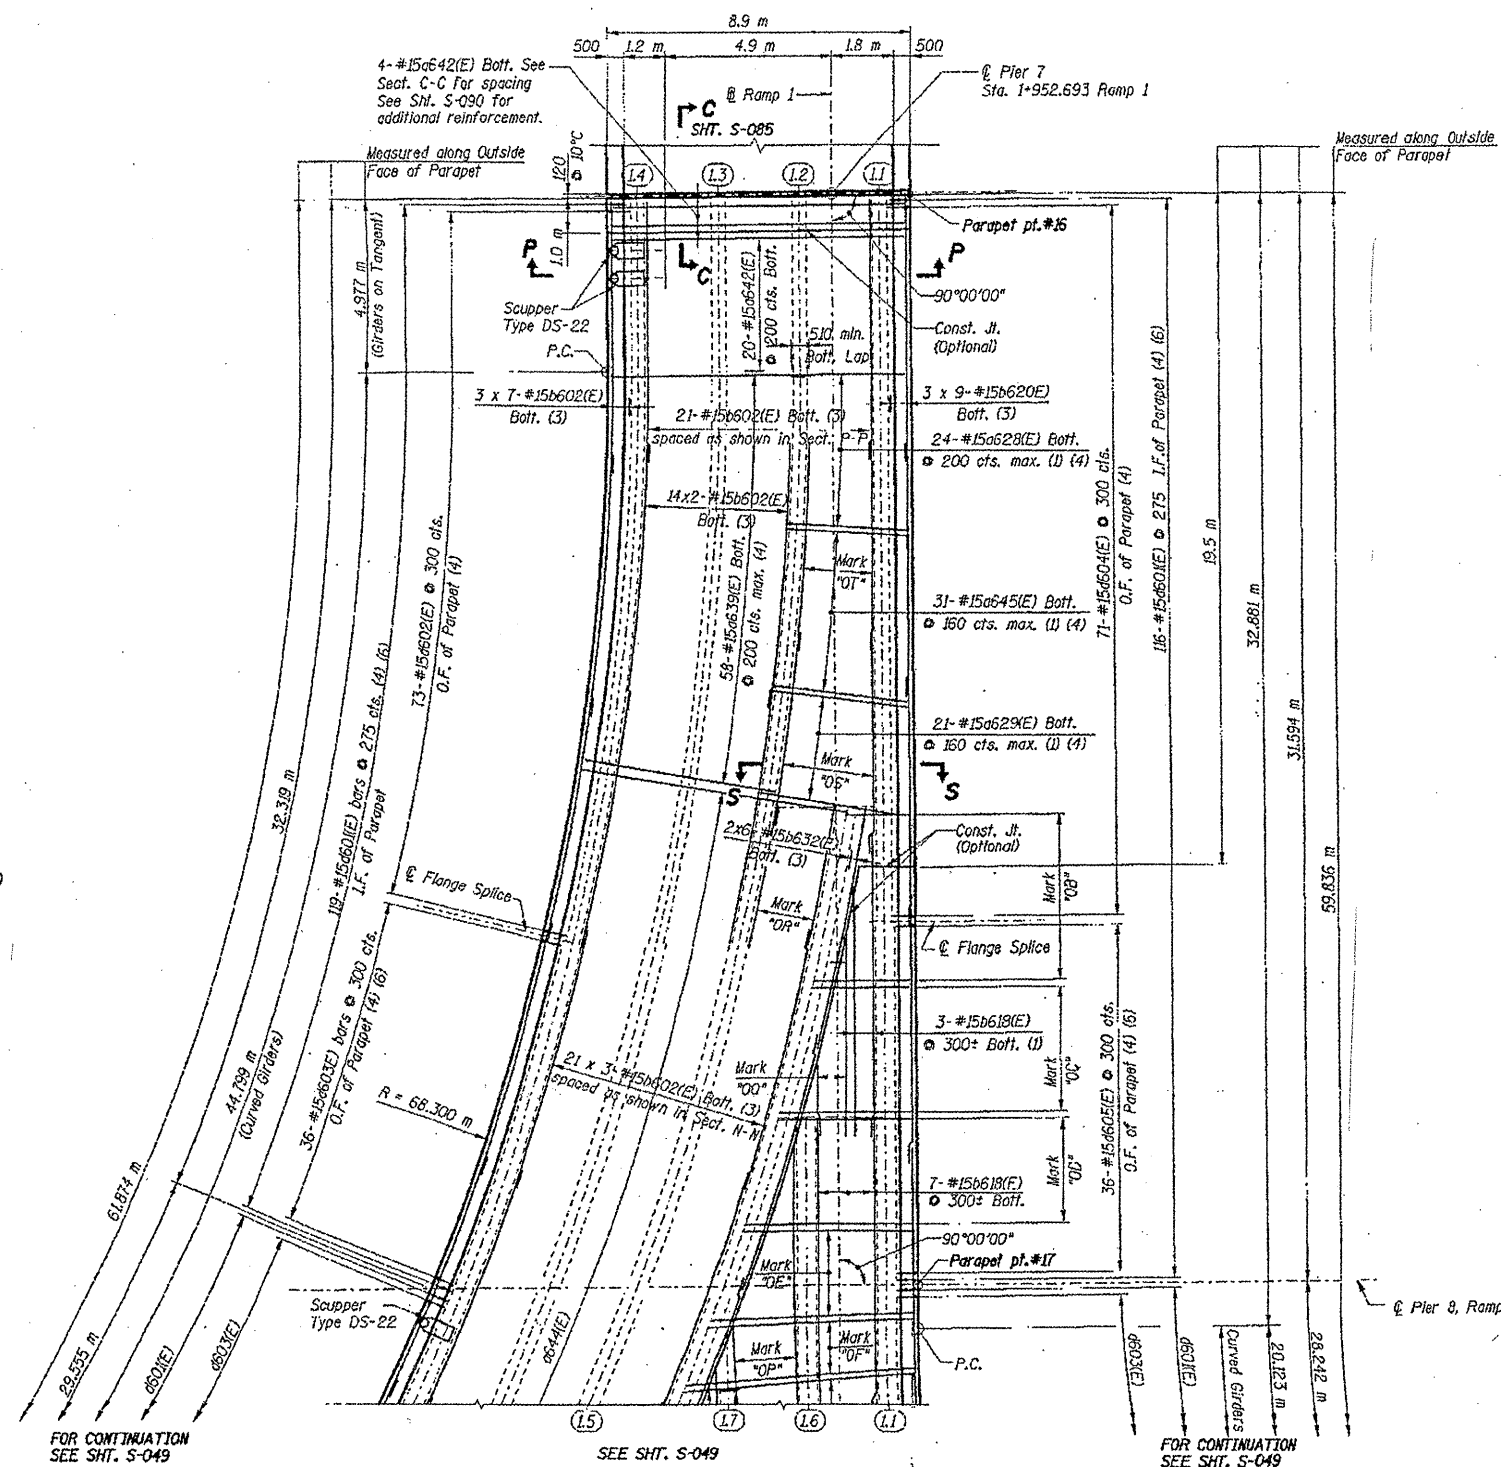 8.9 m
500
1.2 m
4.9 m
1.8 m
500
4-#15a642(E) Bott. See
Sect. C-C for spacing
See Sht. S-090 for
additional reinforcement.
℄ Ramp 1
℄ Pier 7
Sta. 1+952.693 Ramp 1
C
SHT. S-085
Measured along Outside
Face of Parapet
Measured along Outside
Face of Parapet
120
@ 10°C
1.4
1.3
1.2
1.1
Parapet pt.#16
P
C
P
1.0 m
4.977 m
(Girders on Tangent)
Scupper
Type DS-22
20-#15a642(E)
@ 200 cts. Bott.
90°00'00"
Const. Jt.
(Optional)
510 min.
Bott. Lap
P.C.
3 x 7-#15b602(E)
Bott. (3)
21-#15b602(E) Bott. (3)
spaced as shown in Sect. P-P
3 x 9-#15b620E)
Bott. (3)
24-#15a628(E) Bott.
@ 200 cts. max. (1) (4)
14x2-#15b602(E)
Bott. (3)
58-#15a639(E) Bott.
@ 200 cts. max. (4)
Mark
"OT"
31-#15a645(E) Bott.
@ 160 cts. max. (1) (4)
21-#15a629(E) Bott.
@ 160 cts. max. (1) (4)
Mark
"OS"
S
S
73-#15d602(E) @ 300 cts.
O.F. of Parapet (4)
119-#15d601(E) bars @ 275 cts. (4) (6)
I.F. of Parapet
71-#15d604(E) @ 300 cts.
O.F. of Parapet (4)
116-#15d601(E) @ 275 I.F. of Parapet (4) (6)
19.5 m
32.881 m
31.594 m
59.836 m
32.319 m
2x6-#15b632(E)
Bott. (3)
Const. Jt.
(Optional)
Mark
"OB"
℄ Flange Splice
Mark
"OR"
℄ Flange Splice
36-#15d603(E) bars @ 300 cts.
O.F. of Parapet (4) (6)
44.799 m
(Curved Girders)
R = 68.300 m
21 x 3-#15b602(E) Bott. (3)
spaced as shown in Sect. N-N
3-#15b618(E)
@ 300± Bott. (1)
Mark
"OQ"
Mark
"OC"
36-#15d605(E) @ 300 cts.
O.F. of Parapet (4) (6)
7-#15b618(E)
@ 300± Bott.
Mark
"OD"
61.874 m
90°00'00"
Parapet pt.#17
Mark
"OE"
Scupper
Type DS-22
℄ Pier 8, Ramp
a644(E)
Mark
"OP"
Mark
"OF"
P.C.
29.555 m
d601(E)
d603(E)
d603(E)
d601(E)
Curved Girders
20.123 m
28.242 m
1.5
1.7
1.6
1.1
FOR CONTINUATION
SEE SHT. S-049
SEE SHT. S-049
FOR CONTINUATION
SEE SHT. S-049